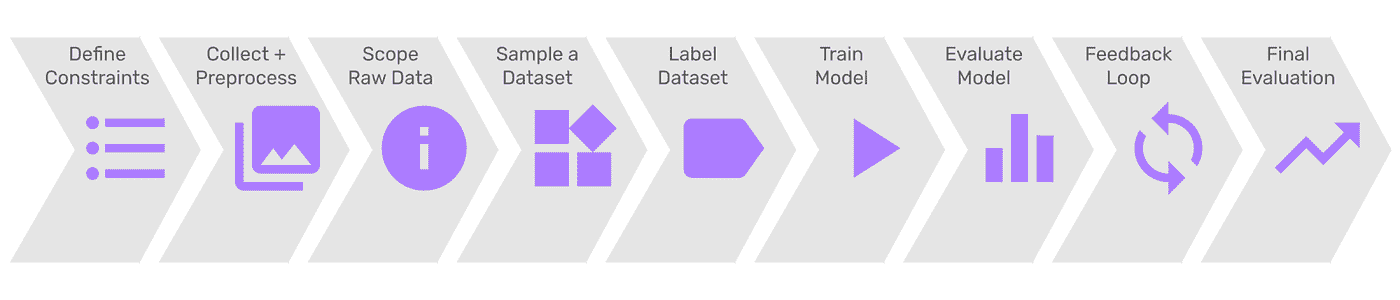 Define
Constraints
Collect +
Preprocess
Scope
Raw Data
Sample a
Dataset
Label
Dataset
Train
Model
Evaluate
Model
Feedback
Loop
Final
Evaluation